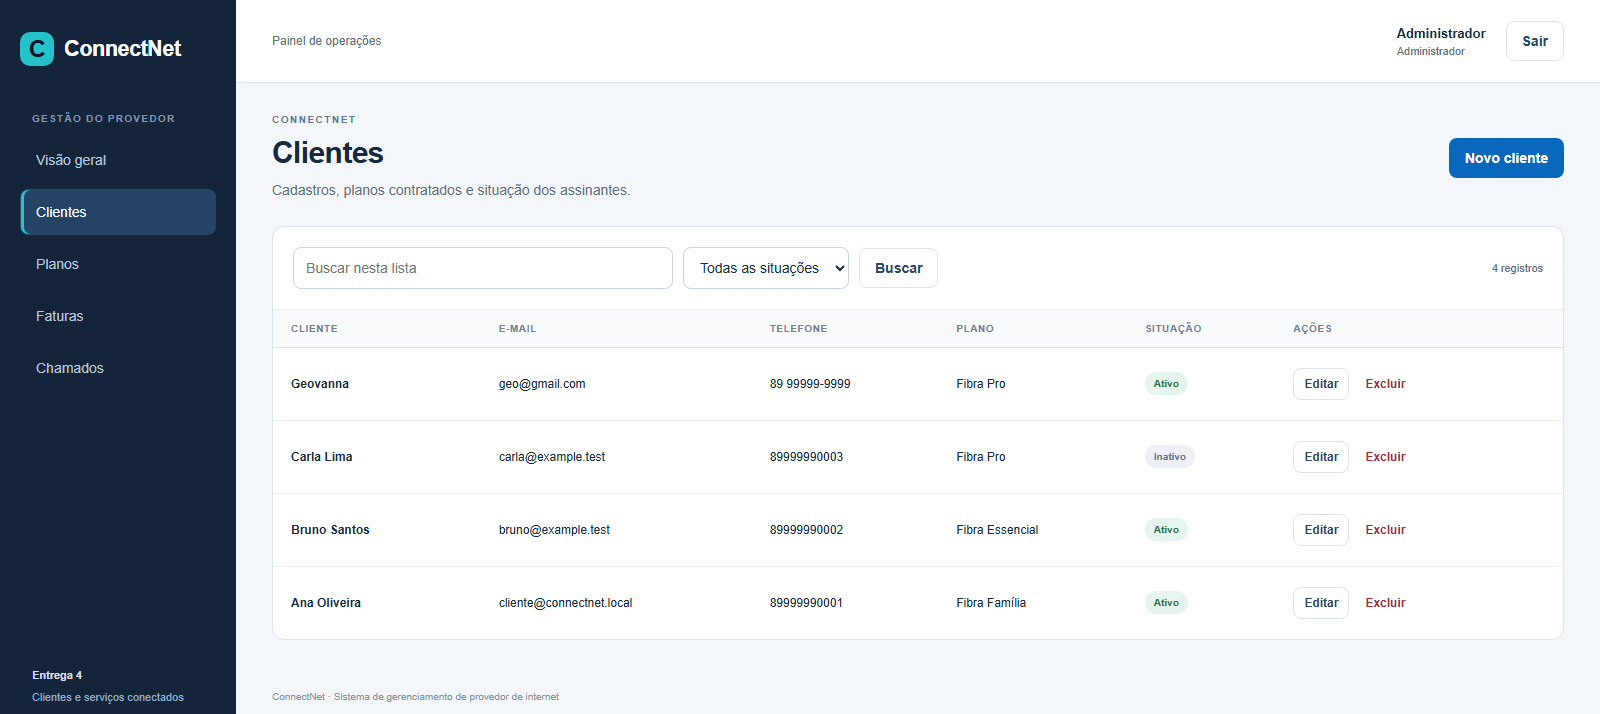 C ConnectNet
GESTÃO DO PROVEDOR
Visão geral
Clientes
Planos
Faturas
Chamados
Entrega 4
Clientes e serviços conectados
Painel de operações
Administrador
Administrador
Sair
CONNECTNET
Clientes
Cadastros, planos contratados e situação dos assinantes.
Novo cliente
Buscar nesta lista Todas as situações Buscar 4 registros
CLIENTE E-MAIL TELEFONE PLANO SITUAÇÃO AÇÕES
Geovanna geo@gmail.com 89 99999-9999 Fibra Pro Ativo Editar Excluir
Carla Lima carla@example.test 89999990003 Fibra Pro Inativo Editar Excluir
Bruno Santos bruno@example.test 89999990002 Fibra Essencial Ativo Editar Excluir
Ana Oliveira cliente@connectnet.local 89999990001 Fibra Família Ativo Editar Excluir
ConnectNet · Sistema de gerenciamento de provedor de internet